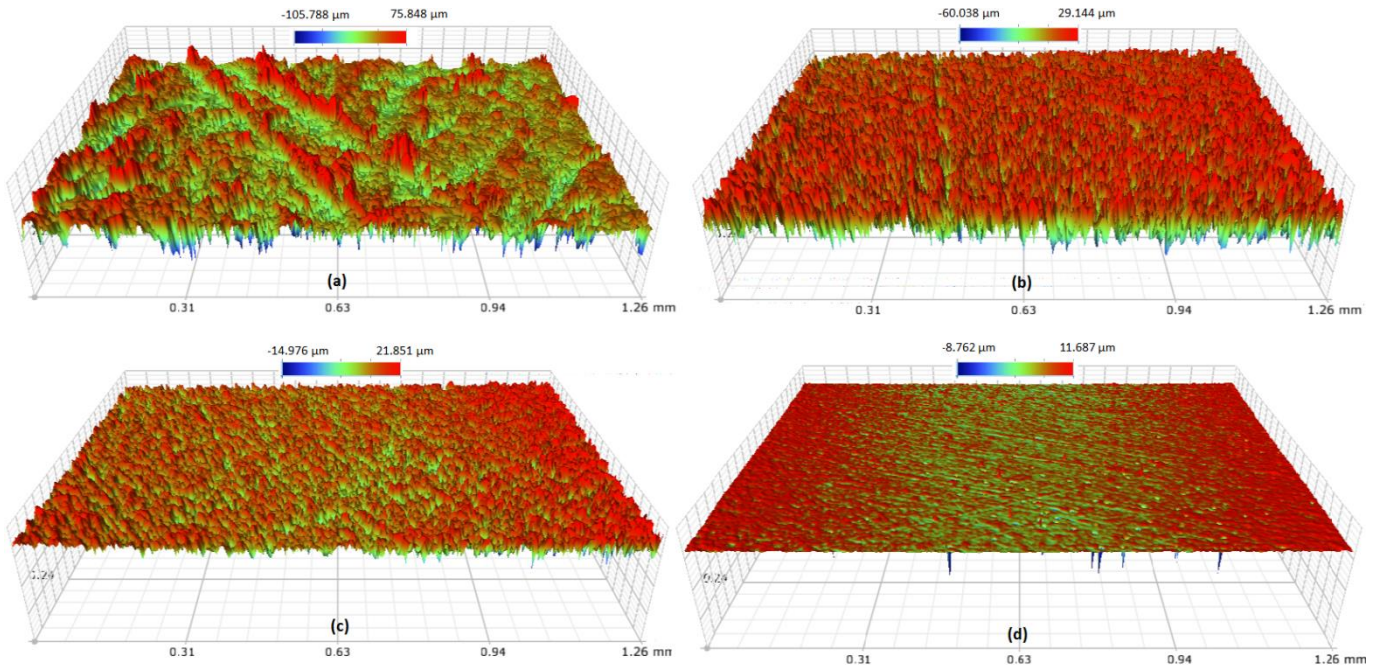 -105.788 µm 75.848 µm
(a)
0.31 0.63 0.94 1.26 mm
-60.038 µm 29.144 µm
(b)
0.31 0.63 0.94 1.26 mm
-14.976 µm 21.851 µm
(c)
0.31 0.63 0.94 1.26 mm
-8.762 µm 11.687 µm
0.24
(d)
0.31 0.63 0.94 1.26 mm